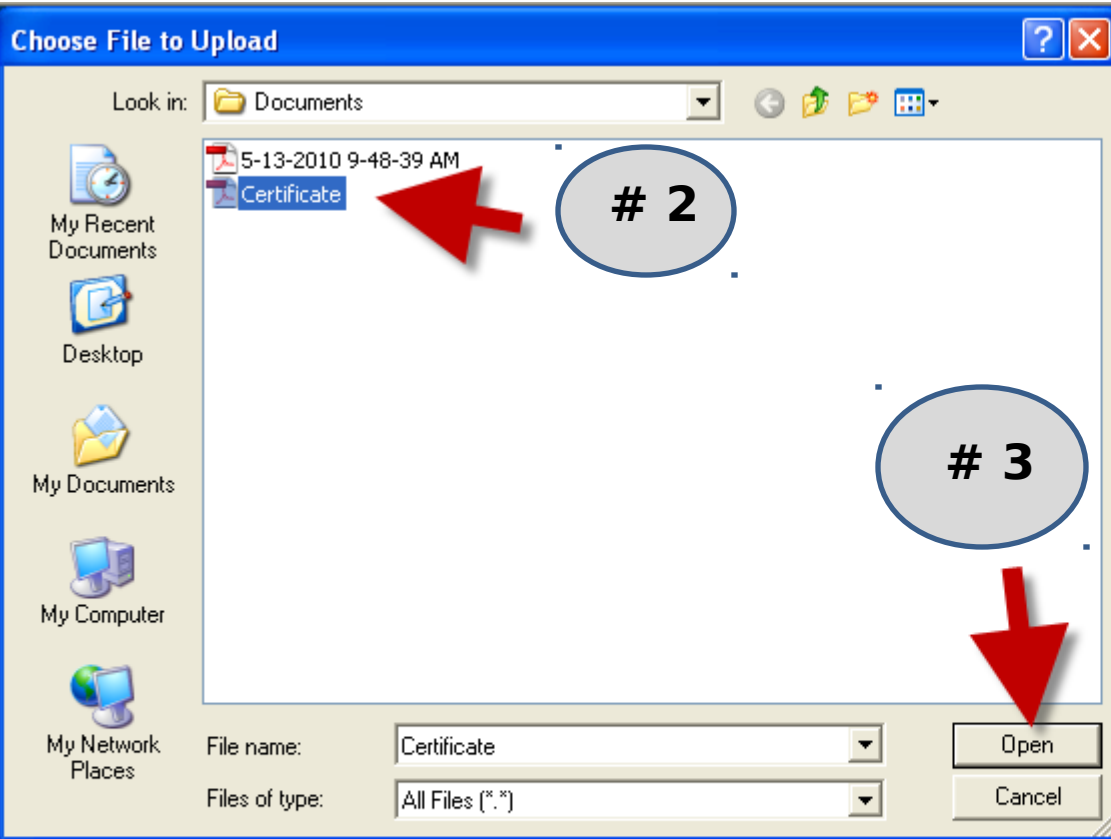 Choose File to Upload
Look in: Documents
5-13-2010 9-48-39 AM
Certificate
# 2
My Recent
Documents
Desktop
# 3
My Documents
My Computer
My Network
Places
File name: Certificate Open
Files of type: All Files (*.*) Cancel